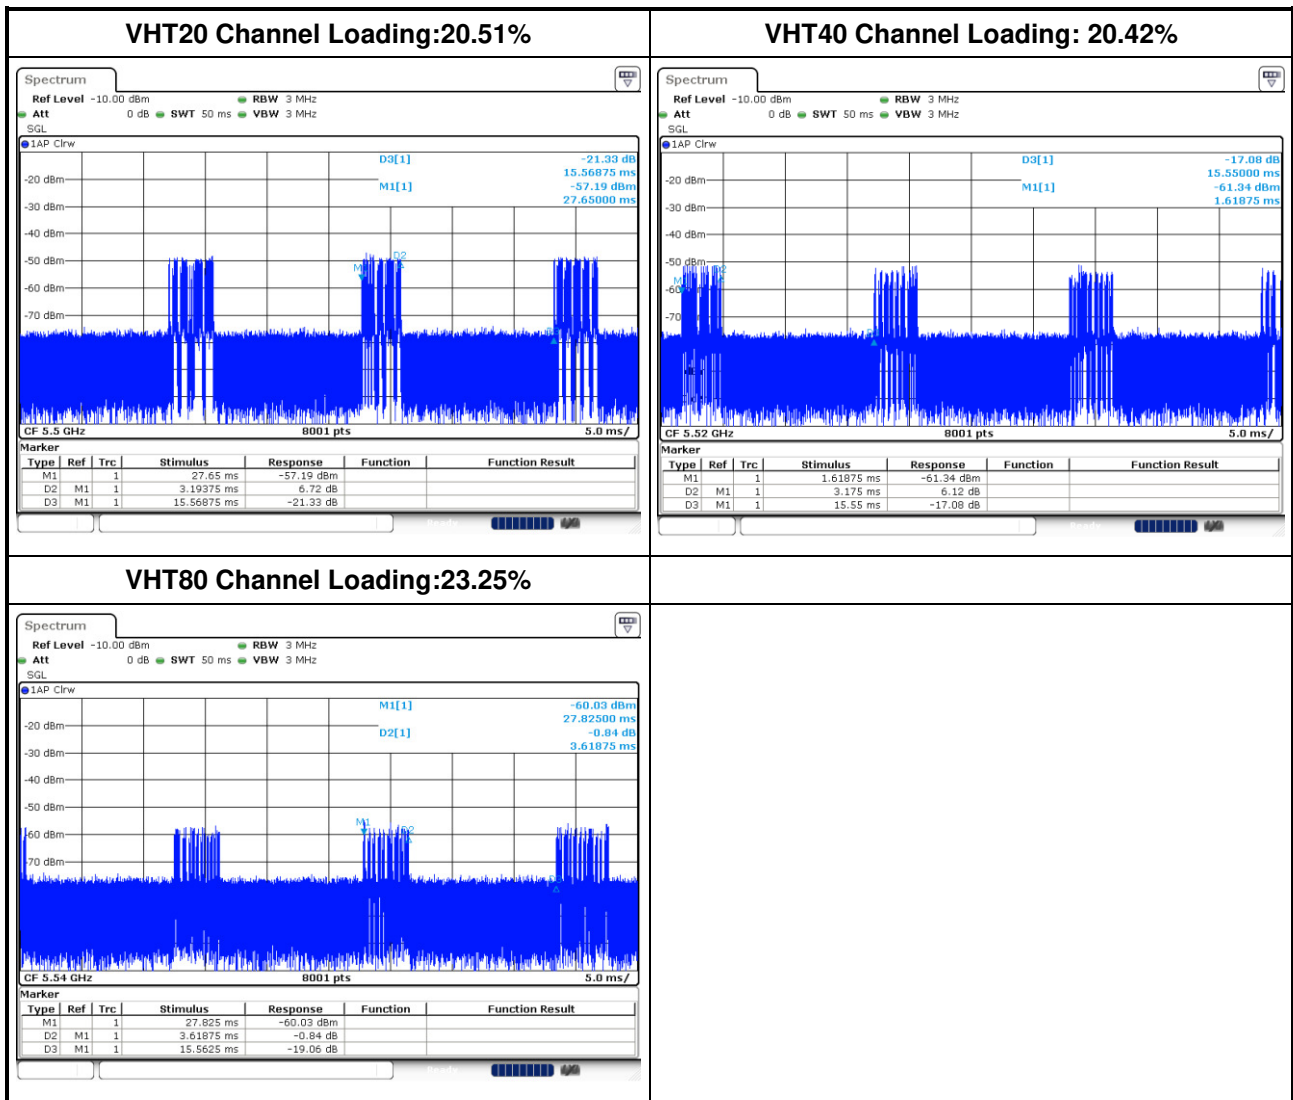 VHT20 Channel Loading:20.51%
Spectrum
Ref Level -10.00 dBm RBW 3 MHz
Att 0 dB SWT 50 ms VBW 3 MHz
SGL
1AP Clrw
D3[1] -21.33 dB
15.56875 ms
M1[1] -57.19 dBm
27.65000 ms
-20 dBm
-30 dBm
-40 dBm
-50 dBm
-60 dBm
-70 dBm
D2
CF 5.5 GHz 8001 pts 5.0 ms/
Marker
Type Ref Trc Stimulus Response Function Function Result
M1 1 27.65 ms -57.19 dBm
D2 M1 1 3.19375 ms 6.72 dB
D3 M1 1 15.56875 ms -21.33 dB
VHT40 Channel Loading: 20.42%
Spectrum
Ref Level -10.00 dBm RBW 3 MHz
Att 0 dB SWT 50 ms VBW 3 MHz
SGL
1AP Clrw
D3[1] -17.08 dB
15.55000 ms
M1[1] -61.34 dBm
1.61875 ms
-20 dBm
-30 dBm
-40 dBm
-50 dBm
-60
-70
CF 5.52 GHz 8001 pts 5.0 ms/
Marker
Type Ref Trc Stimulus Response Function Function Result
M1 1 1.61875 ms -61.34 dBm
D2 M1 1 3.175 ms 6.12 dB
D3 M1 1 15.55 ms -17.08 dB
VHT80 Channel Loading:23.25%
Spectrum
Ref Level -10.00 dBm RBW 3 MHz
Att 0 dB SWT 50 ms VBW 3 MHz
SGL
1AP Clrw
M1[1] -60.03 dBm
27.82500 ms
D2[1] -0.84 dB
3.61875 ms
-20 dBm
-30 dBm
-40 dBm
-50 dBm
M1
-60 dBm
-70 dBm
CF 5.54 GHz 8001 pts 5.0 ms/
Marker
Type Ref Trc Stimulus Response Function Function Result
M1 1 27.825 ms -60.03 dBm
D2 M1 1 3.61875 ms -0.84 dB
D3 M1 1 15.5625 ms -19.06 dB